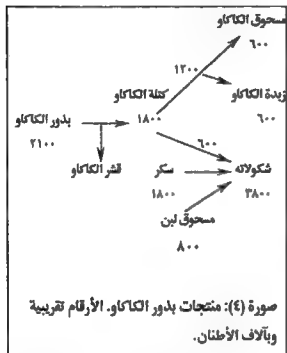 مسحوق الكاكاو
٦٠٠
١٢٠٠
كتلة الكاكاو
زبدة الكاكاو
بذور الكاكاو
١٨٠٠
٦٠٠
٢١٠٠
٦٠٠
قشر الكاكاو
سكر
شكولاته
١٨٠٠
٣٨٠٠
مسحوق لبن
٨٠٠
صورة (٤): منتجات بذور الكاكاو. الأرقام تقريبية
وبآلاف الأطنان.